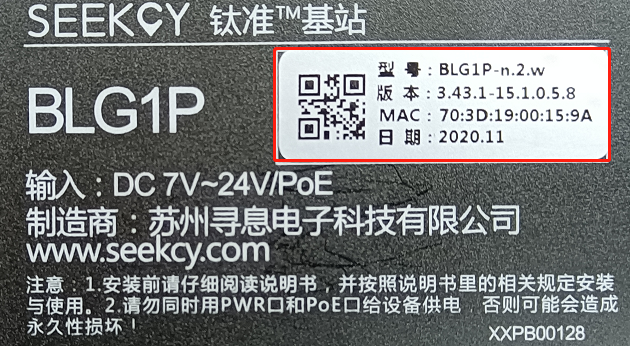 SEEKCY 钛准™基站
BLG1P
型 号：BLG1P-n.2.w
版 本：3.43.1-15.1.0.5.8
MAC：70:3D:19:00:15:9A
日 期：2020.11
输入：DC 7V~24V/PoE
制造商：苏州寻息电子科技有限公司
www.seekcy.com
注意：1.安装前请仔细阅读说明书，并按照说明书里的相关规定安装
与使用。2.请勿同时用PWR口和PoE口给设备供电，否则可能会造成
永久性损坏！
XXPB00128